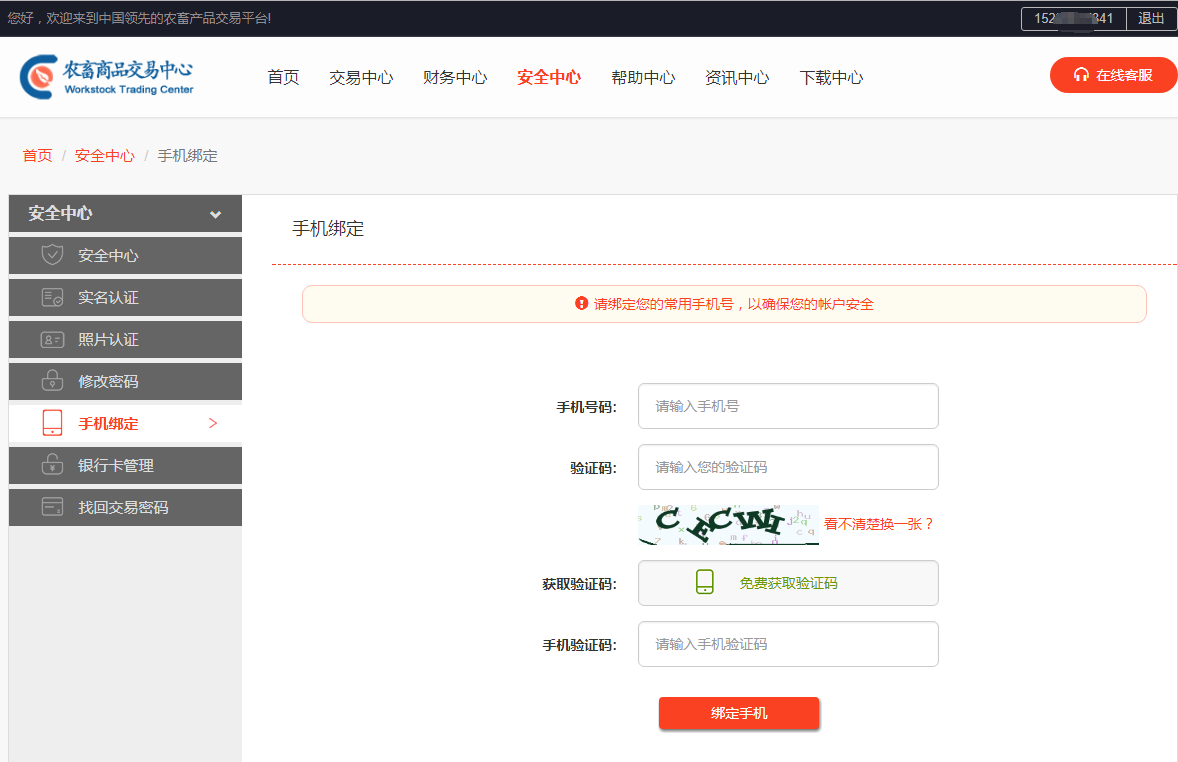 您好，欢迎来到中国领先的农畜产品交易平台!
841 退出
农畜商品交易中心
Workstock Trading Center
首页 交易中心 财务中心 安全中心 帮助中心 资讯中心 下载中心
在线客服
首页 / 安全中心 / 手机绑定
安全中心
安全中心
实名认证
照片认证
修改密码
手机绑定 >
银行卡管理
找回交易密码
手机绑定
请绑定您的常用手机号，以确保您的帐户安全
手机号码: 请输入手机号
验证码: 请输入您的验证码
CECWI 看不清楚换一张？
获取验证码: 免费获取验证码
手机验证码: 请输入手机验证码
绑定手机